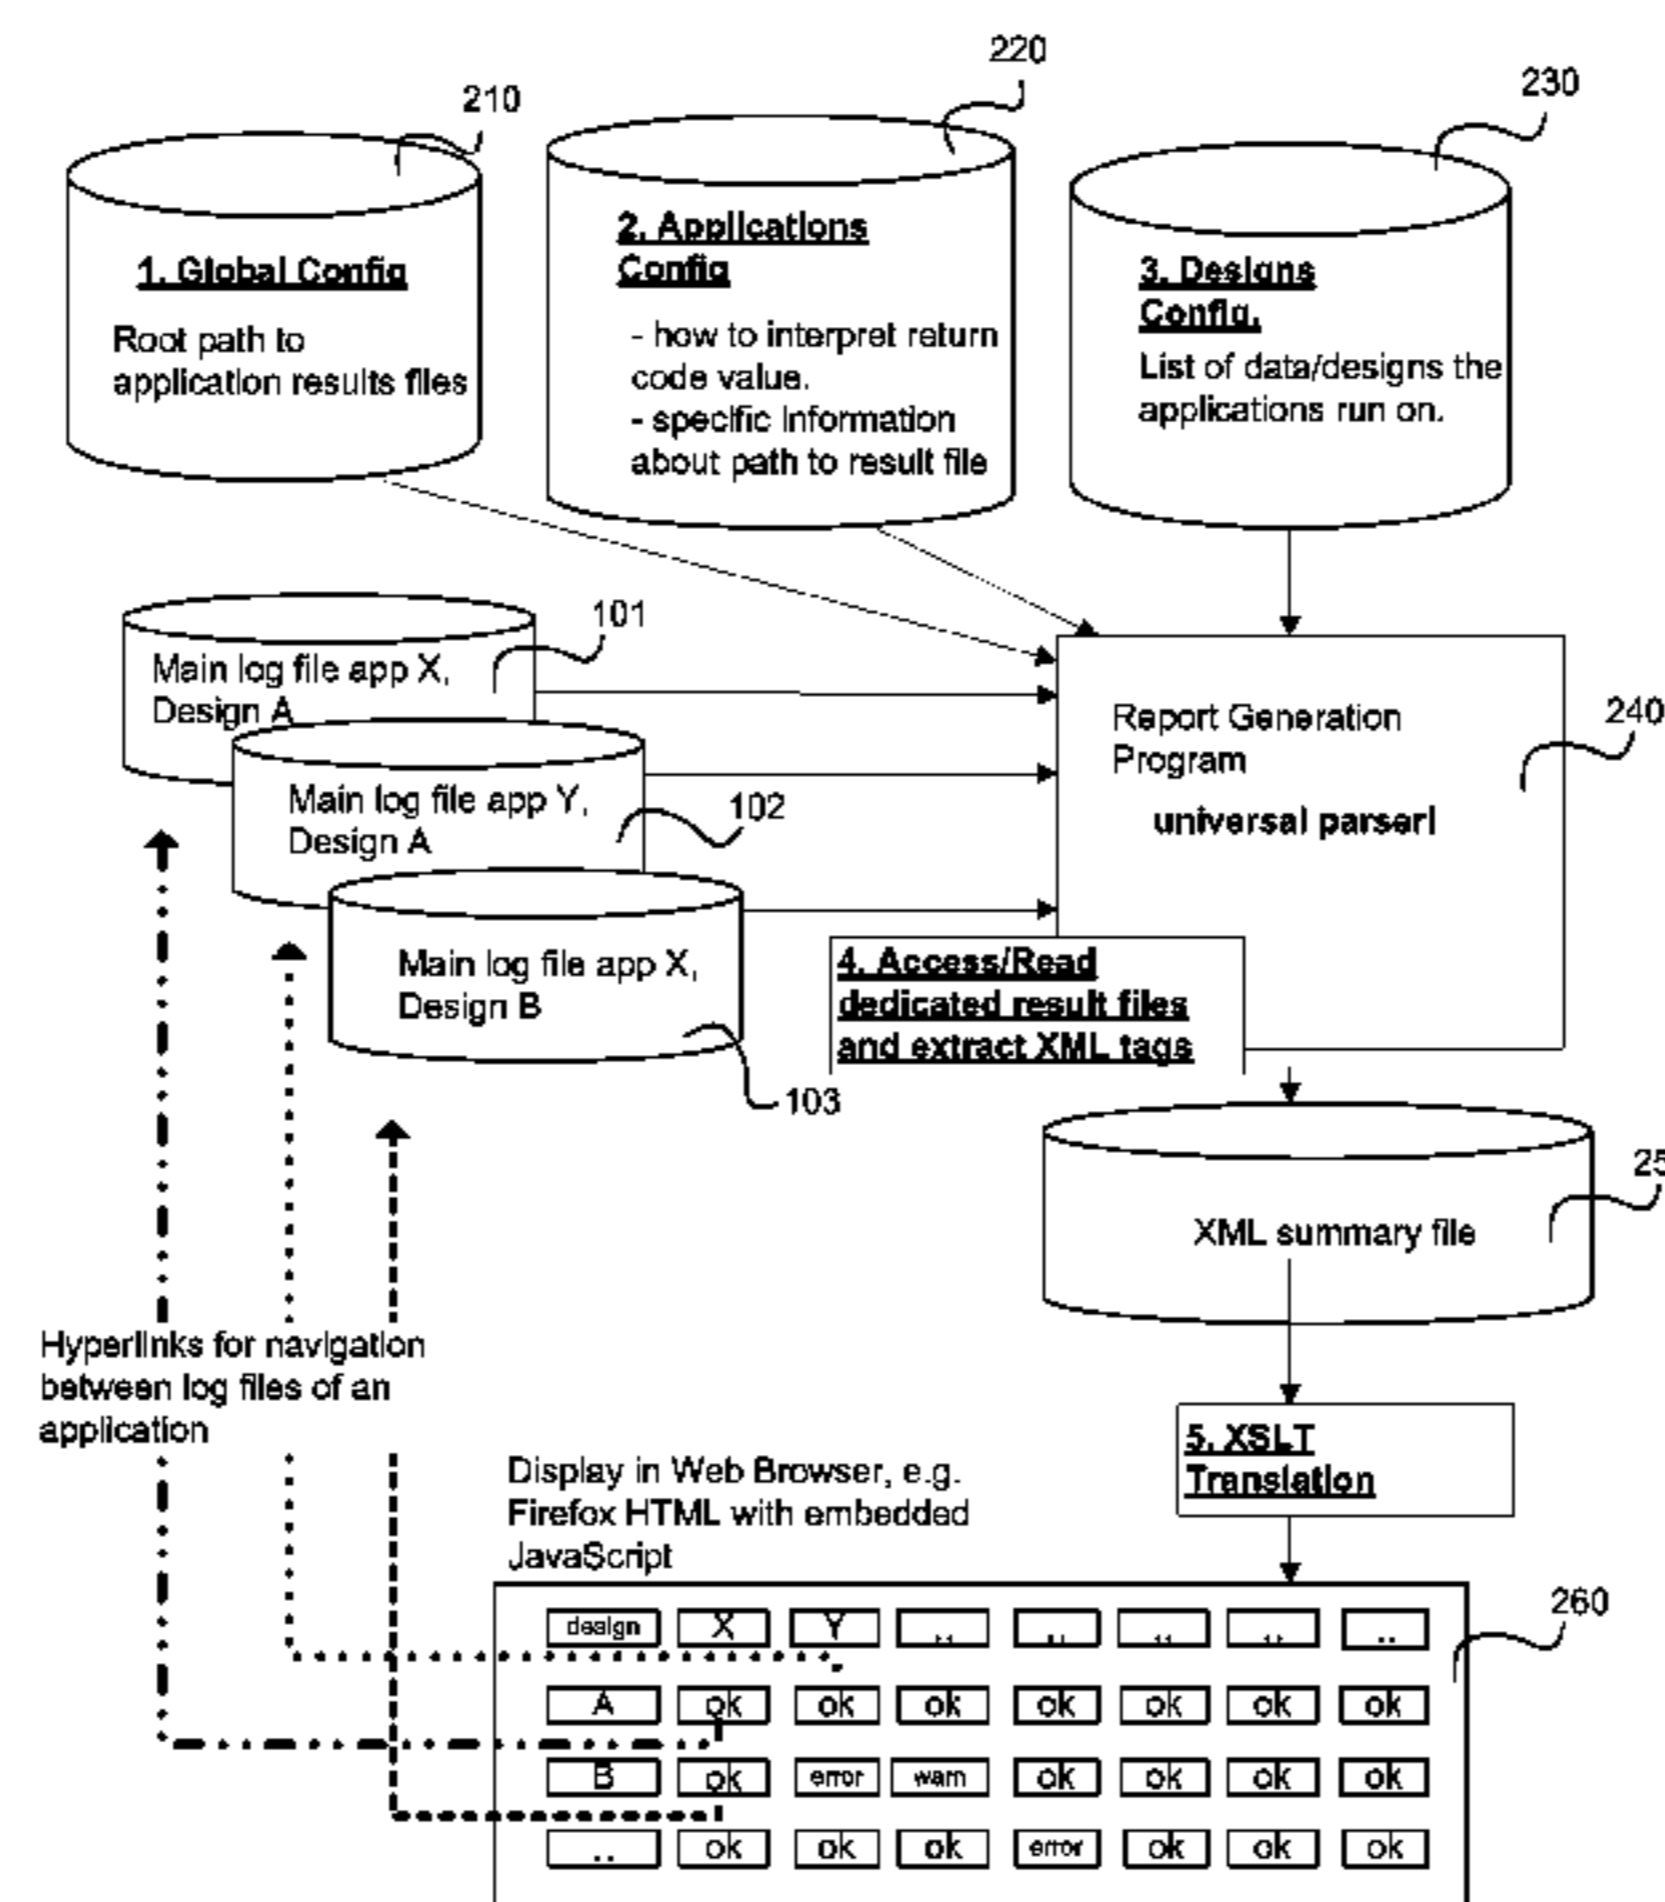 220
230
210
1. Global Config
Root path to
application results files
2. Applications
Config
- how to interpret return
code value.
- specific Information
about path to result file
3. Designs
Config.
List of data/designs the
applications run on.
101
Main log file app X,
Design A
102
Main log file app Y,
Design A
Main log file app X,
Design B
103
Report Generation
Program
universal parser!
240
4. Access/Read
dedicated result files
and extract XML tags
25
XML summary file
Hyperlinks for navigation
between log files of an
application
5. XSLT
Translation
Display in Web Browser, e.g.
Firefox HTML with embedded
JavaScript
260
design X Y .. .. .. .. ..
A ok ok ok ok ok ok ok
B ok error warn ok ok ok ok
.. ok ok ok error ok ok ok